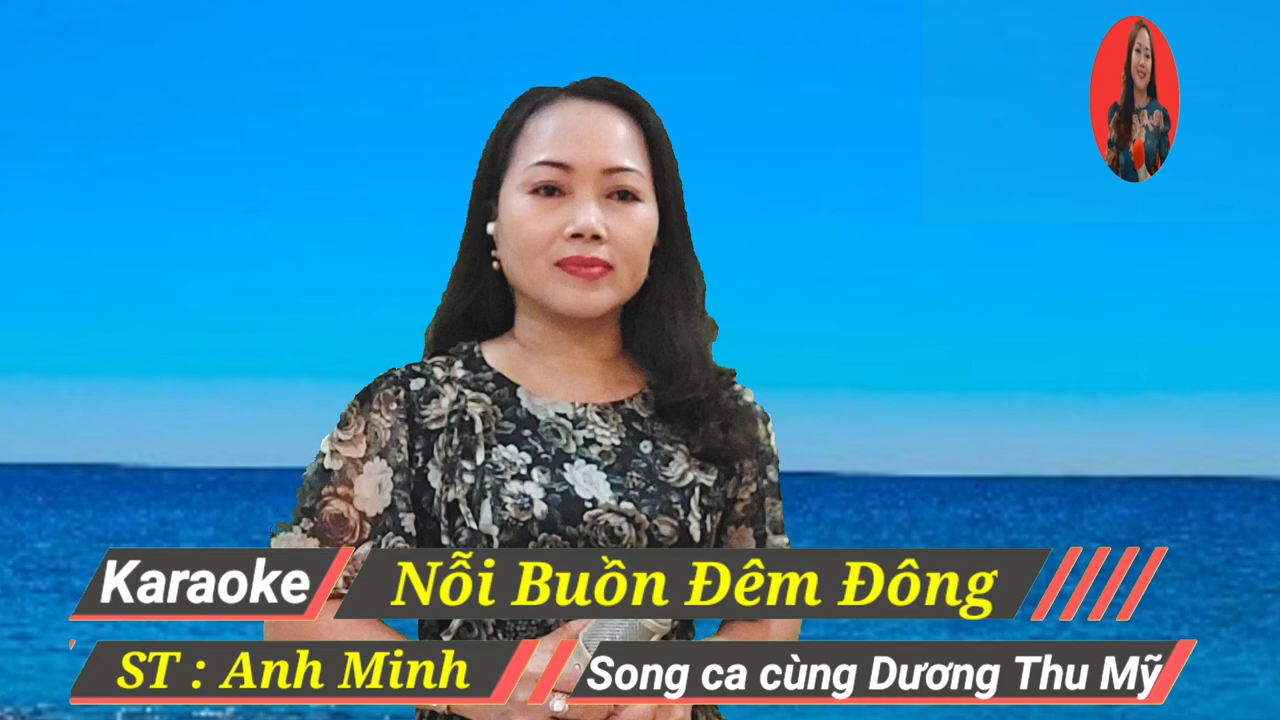 Karaoke Nỗi Buồn Đêm Đông
ST : Anh Minh Song ca cùng Dương Thu Mỹ